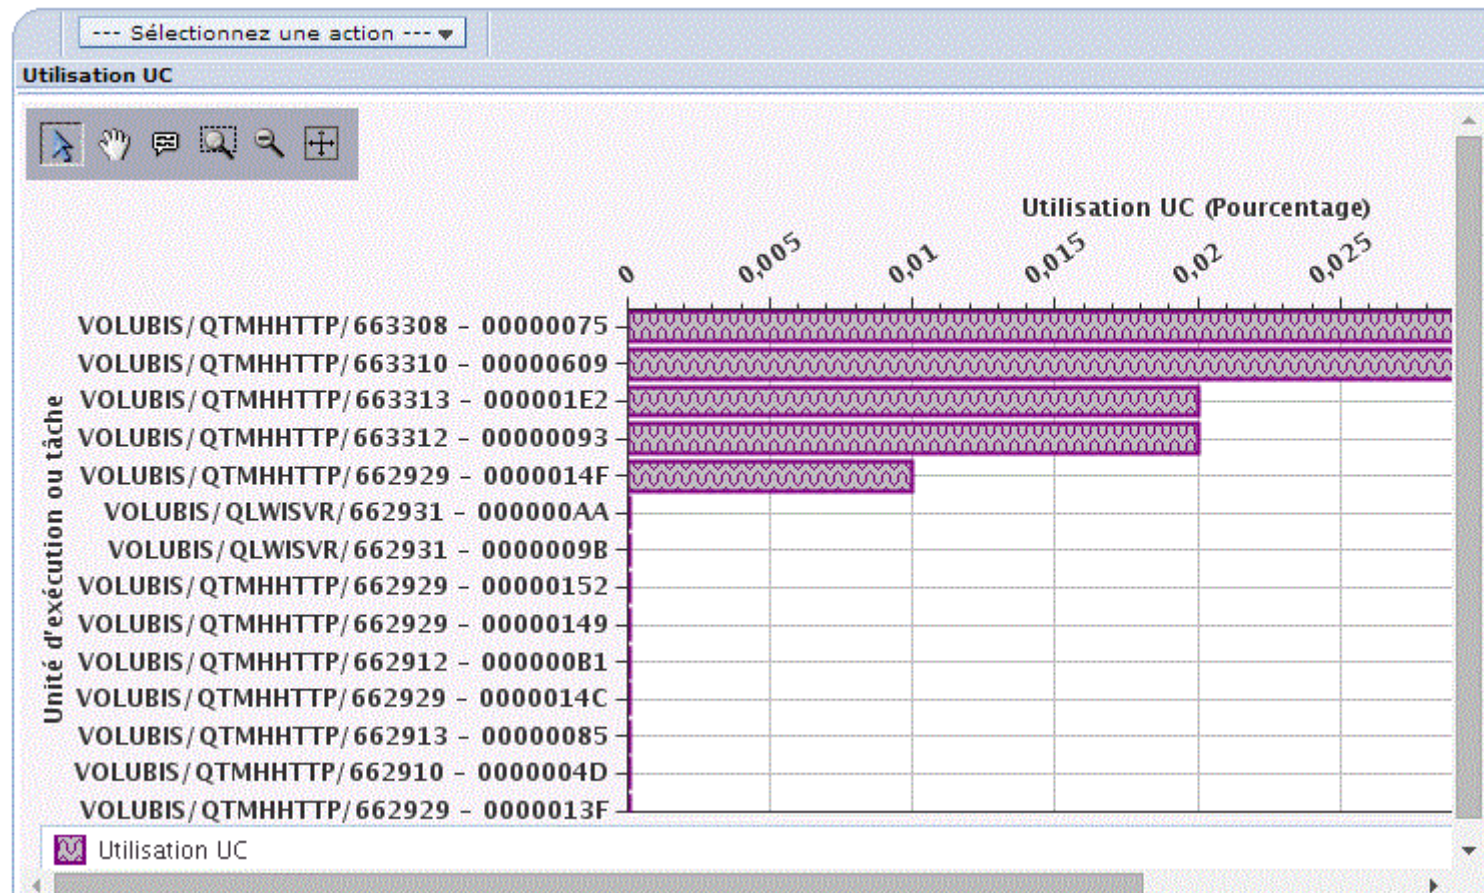 --- Sélectionnez une action ---
Utilisation UC
Utilisation UC (Pourcentage)
0 0,005 0,01 0,015 0,02 0,025
Unité d'exécution ou tâche
VOLUBIS/QTMHHTTP/663308 - 00000075
VOLUBIS/QTMHHTTP/663310 - 00000609
VOLUBIS/QTMHHTTP/663313 - 000001E2
VOLUBIS/QTMHHTTP/663312 - 00000093
VOLUBIS/QTMHHTTP/662929 - 0000014F
VOLUBIS/QLWISVR/662931 - 000000AA
VOLUBIS/QLWISVR/662931 - 0000009B
VOLUBIS/QTMHHTTP/662929 - 00000152
VOLUBIS/QTMHHTTP/662929 - 00000149
VOLUBIS/QTMHHTTP/662912 - 000000B1
VOLUBIS/QTMHHTTP/662929 - 0000014C
VOLUBIS/QTMHHTTP/662913 - 00000085
VOLUBIS/QTMHHTTP/662910 - 0000004D
VOLUBIS/QTMHHTTP/662929 - 0000013F
Utilisation UC